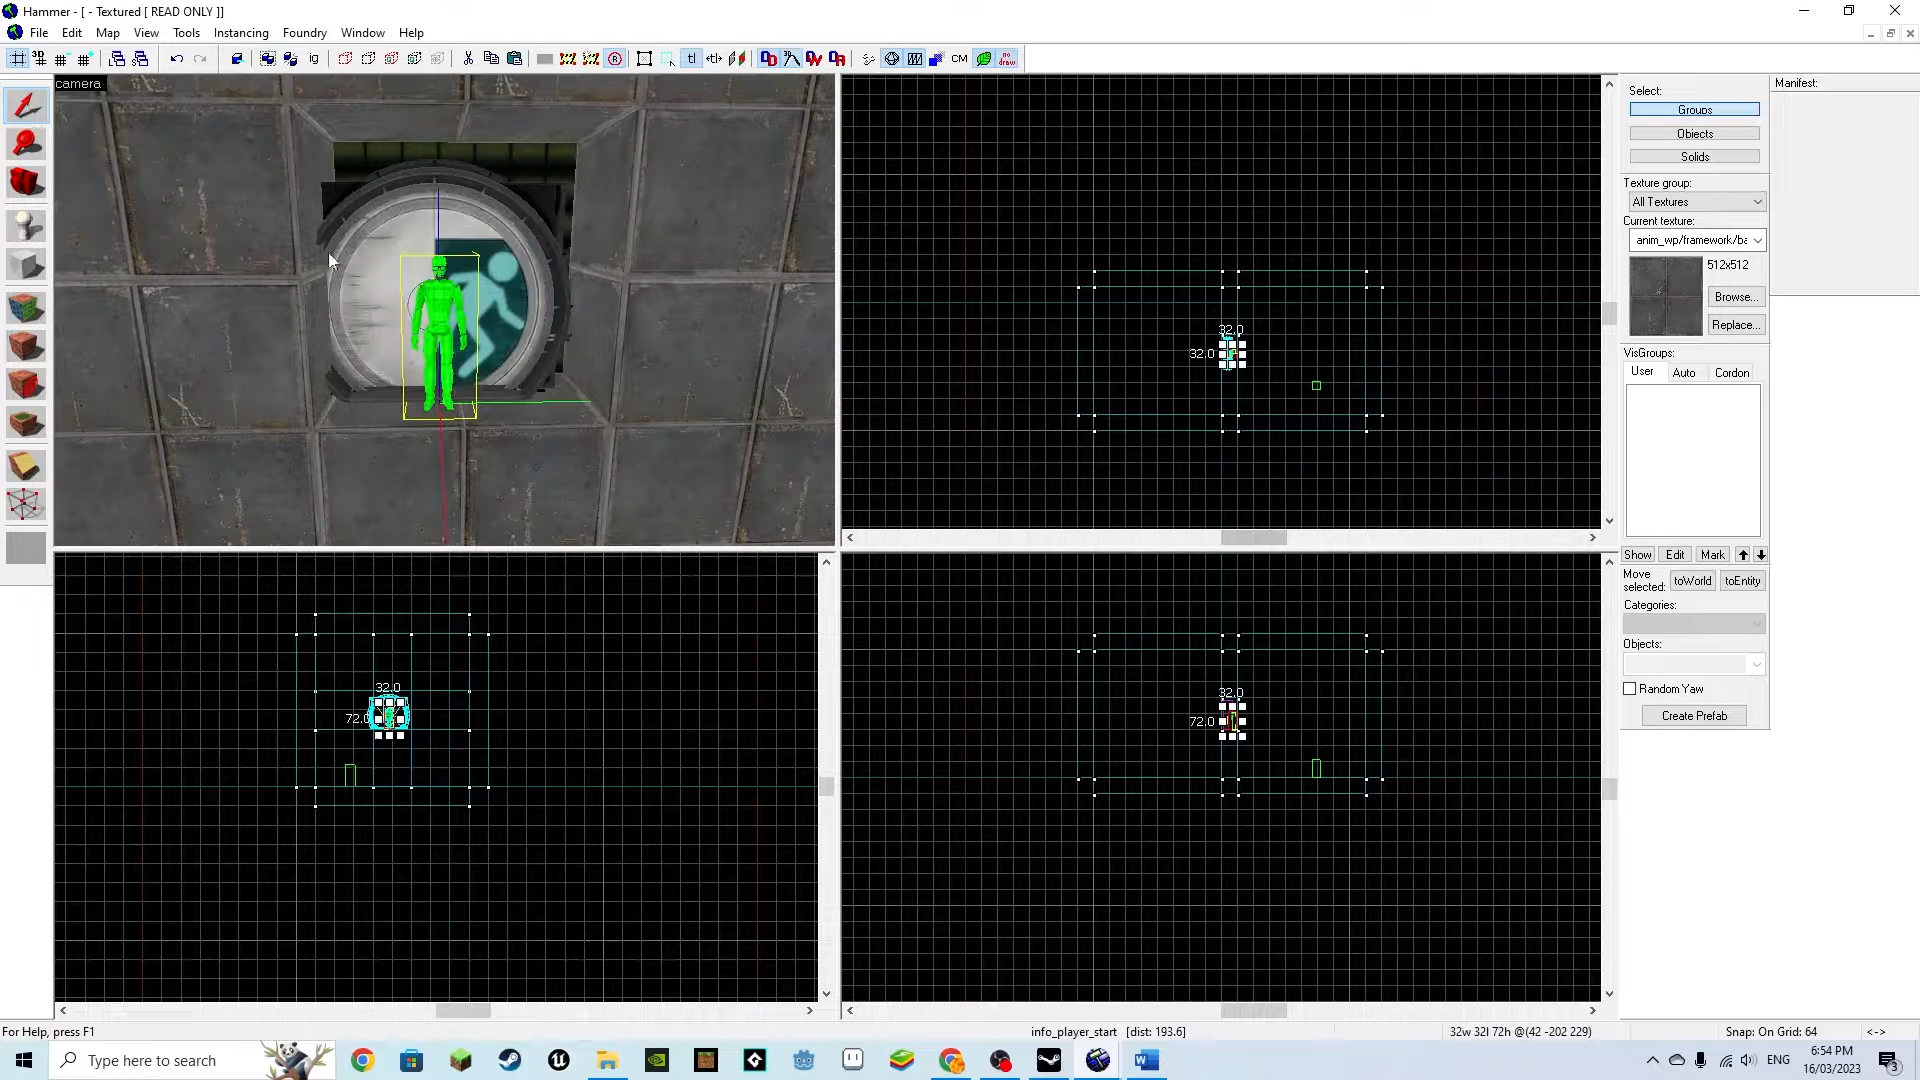 Hammer - [ - Textured [ READ ONLY ]]
File Edit Map View Tools Instancing Foundry Window Help
ig tl CM
camera
32.0
32.0
32.0
72.0
32.0
72.0
Select:
Groups
Objects
Solids
Texture group:
All Textures
Current texture:
anim_wp/framework/ba
512x512
Browse...
Replace...
VisGroups:
User Auto Cordon
Show Edit Mark
Move selected: toWorld toEntity
Categories:
Objects:
Random Yaw
Create Prefab
Manifest:
For Help, press F1
info_player_start [dist: 193.6]
32w 32l 72h @(42 -202 229)
Snap: On Grid: 64
<->
Type here to search
ENG
6:54 PM
16/03/2023
3